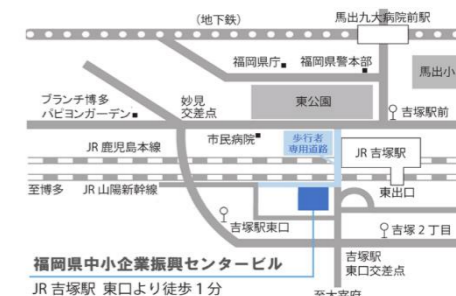 (地下鉄)
馬出九大病院前駅
福岡県庁
福岡県警本部
馬出小
ブランチ博多
パピヨンガーデン
妙見
交差点
東公園
吉塚駅前
市民病院
歩行者
専用道路
JR 鹿児島本線
JR 吉塚駅
至博多
JR 山陽新幹線
東出口
吉塚駅東口
吉塚2丁目
福岡県中小企業振興センタービル
吉塚駅
東口交差点
JR 吉塚駅 東口より徒歩1分
至太宰府